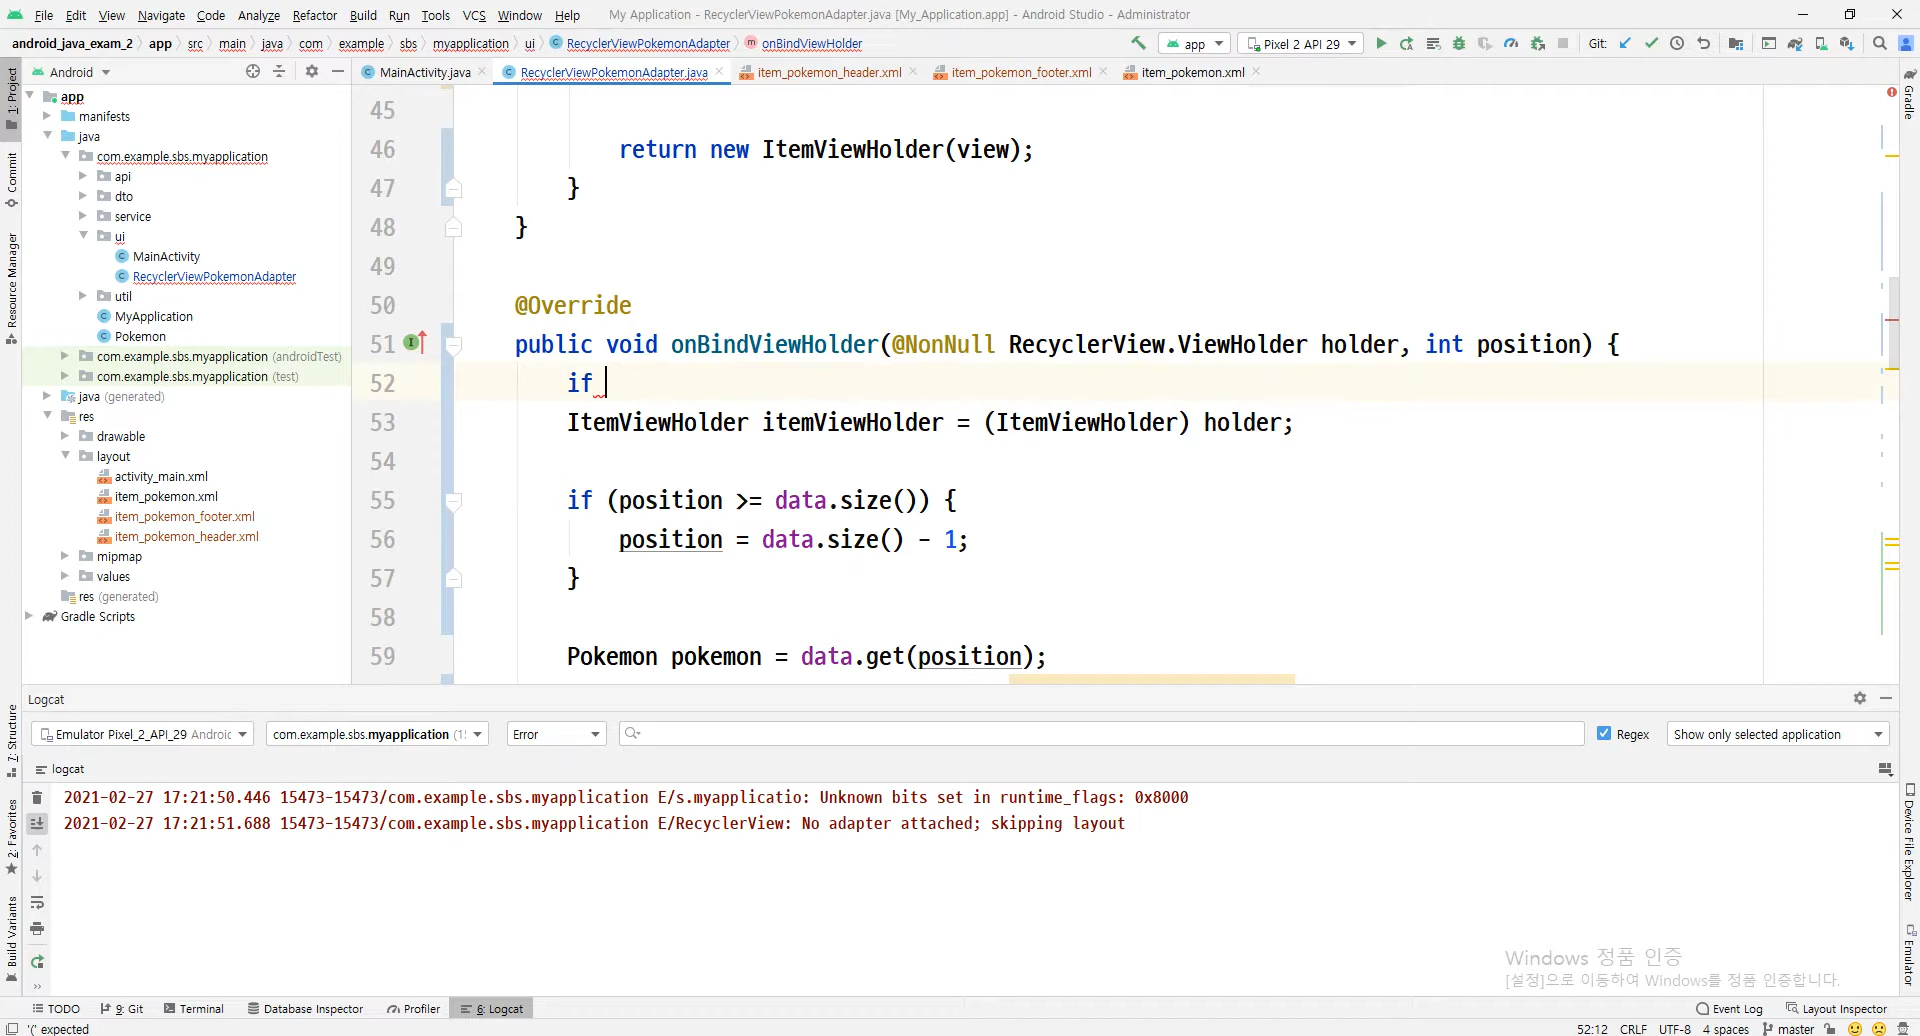 File Edit View Navigate Code Analyze Refactor Build Run Tools VCS Window Help My Application - RecyclerViewPokemonAdapter.java [My_Application.app] - Android Studio - Administrator
android_java_exam_2 app src main java com example sbs myapplication ui RecyclerViewPokemonAdapter onBindViewHolder app Pixel 2 API 29 Git:
Android MainActivity.java RecyclerViewPokemonAdapter.java item_pokemon_header.xml item_pokemon_footer.xml item_pokemon.xml
1: Project
Commit
Resource Manager
7: Structure
2: Favorites
Build Variants
app
manifests
java
com.example.sbs.myapplication
api
dto
service
ui
MainActivity
RecyclerViewPokemonAdapter
util
MyApplication
Pokemon
com.example.sbs.myapplication (androidTest)
com.example.sbs.myapplication (test)
java (generated)
res
drawable
layout
activity_main.xml
item_pokemon.xml
item_pokemon_footer.xml
item_pokemon_header.xml
mipmap
values
res (generated)
Gradle Scripts
45
46 return new ItemViewHolder(view);
47 }
48 }
49
50 @Override
51 public void onBindViewHolder(@NonNull RecyclerView.ViewHolder holder, int position) {
52 if
53 ItemViewHolder itemViewHolder = (ItemViewHolder) holder;
54
55 if (position >= data.size()) {
56 position = data.size() - 1;
57 }
58
59 Pokemon pokemon = data.get(position);
Gradle
Device File Explorer
Emulator
Logcat
Emulator Pixel_2_API_29 Androic com.example.sbs.myapplication (1! Error Regex Show only selected application
logcat
2021-02-27 17:21:50.446 15473-15473/com.example.sbs.myapplication E/s.myapplicatio: Unknown bits set in runtime_flags: 0x8000
2021-02-27 17:21:51.688 15473-15473/com.example.sbs.myapplication E/RecyclerView: No adapter attached; skipping layout
Windows 정품 인증
[설정]으로 이동하여 Windows를 정품 인증합니다.
TODO 9: Git Terminal Database Inspector Profiler 6: Logcat Event Log Layout Inspector
'(' expected 52:12 CRLF UTF-8 4 spaces master